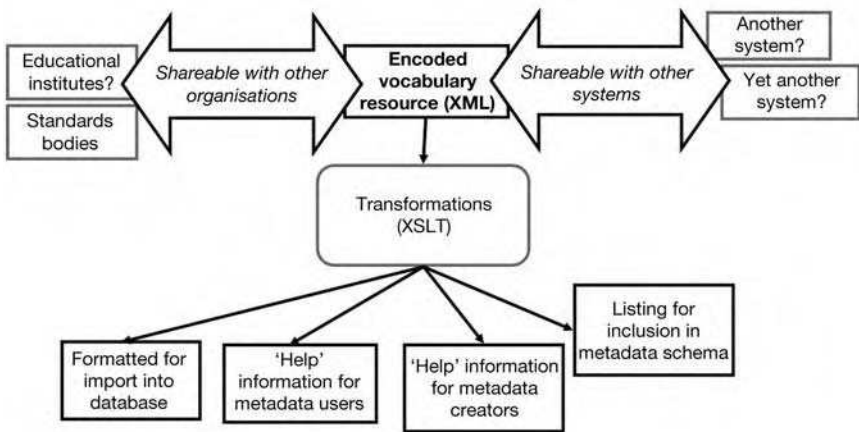 Educational
institutes?
Standards
bodies
Shareable with other
organisations
Encoded
vocabulary
resource (XML)
Shareable with other
systems
Another
system?
Yet another
system?
Transformations
(XSLT)
Formatted for
import into
database
‘Help’
information for
metadata users
‘Help’ information
for metadata
creators
Listing for
inclusion in
metadata schema